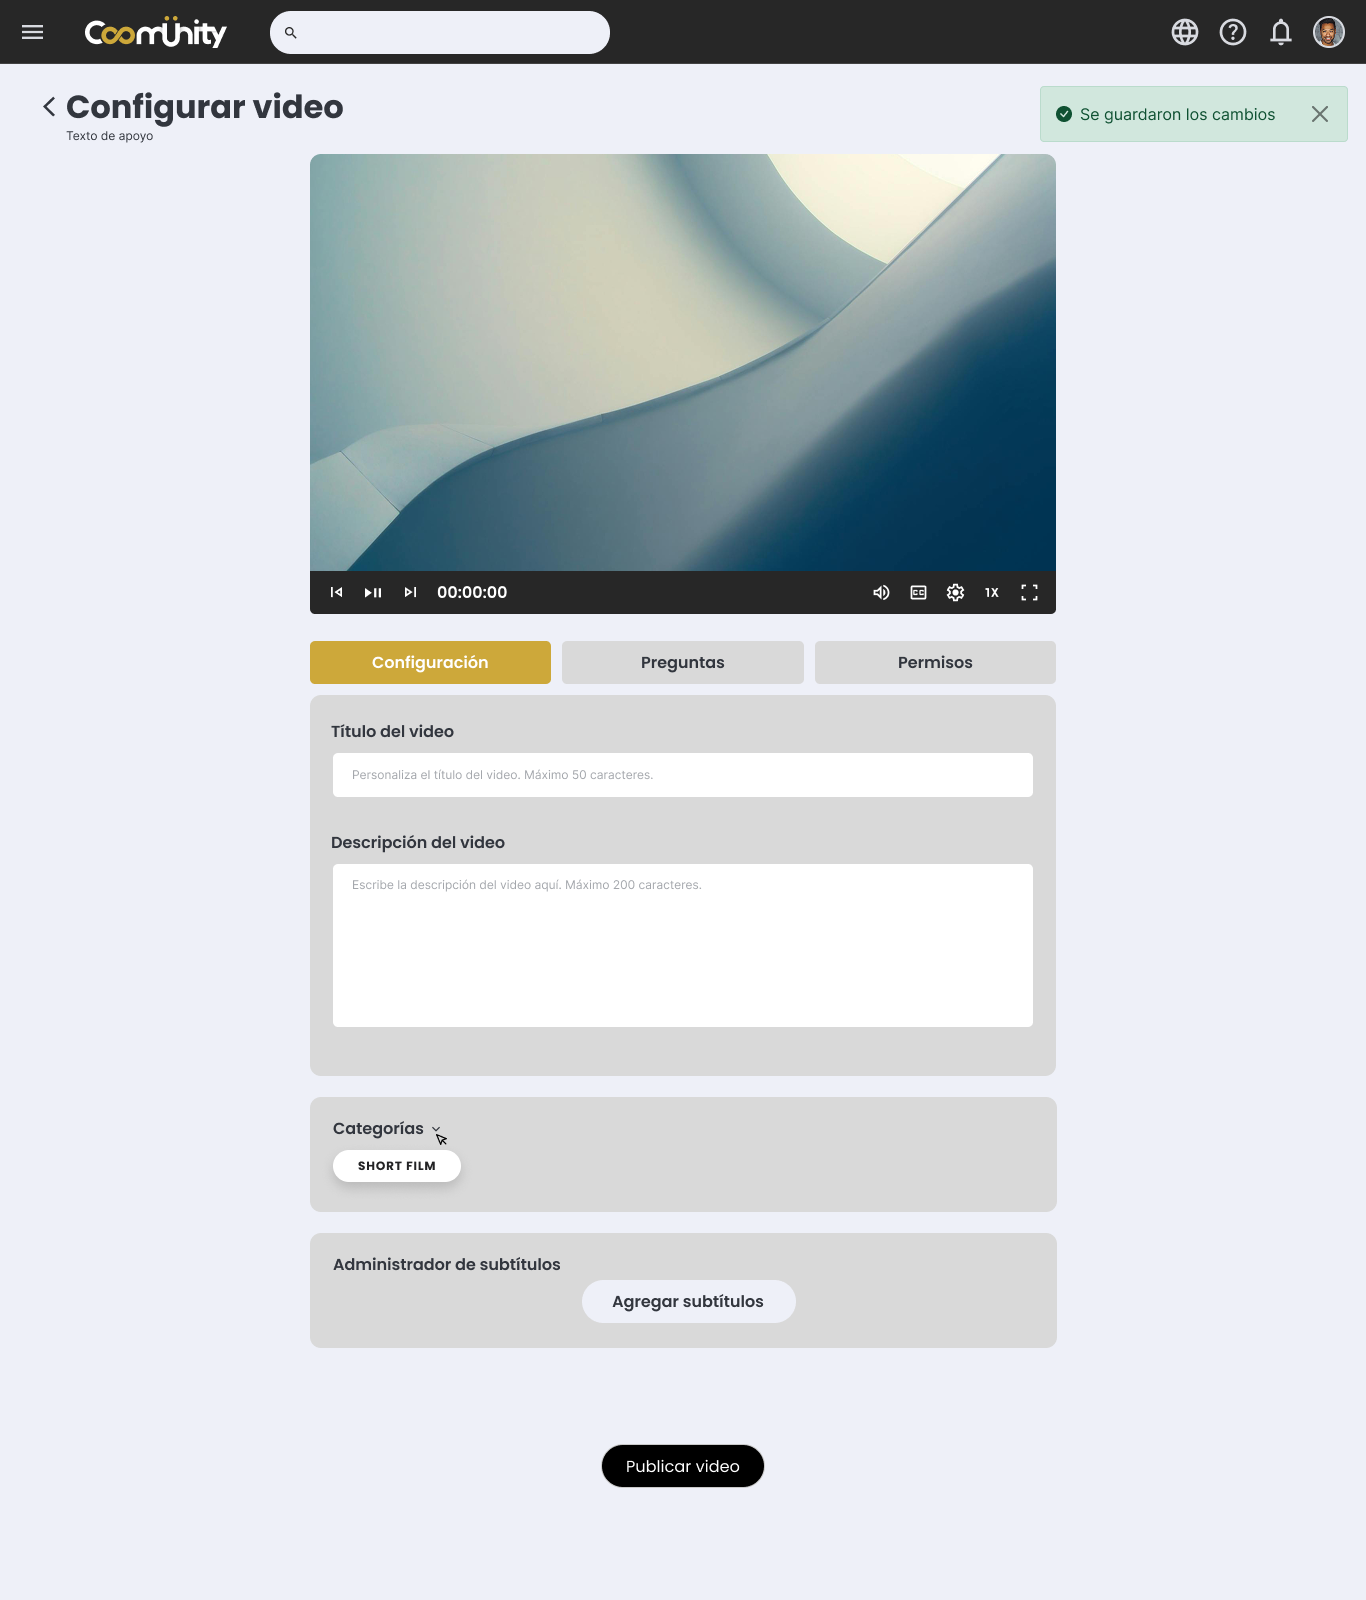 Coomünity
Configurar video
Texto de apoyo
Se guardaron los cambios
00:00:00
CC
1X
Configuración
Preguntas
Permisos
Título del video
Personaliza el título del video. Máximo 50 caracteres.
Descripción del video
Escribe la descripción del video aquí. Máximo 200 caracteres.
Categorías
SHORT FILM
Administrador de subtítulos
Agregar subtítulos
Publicar video